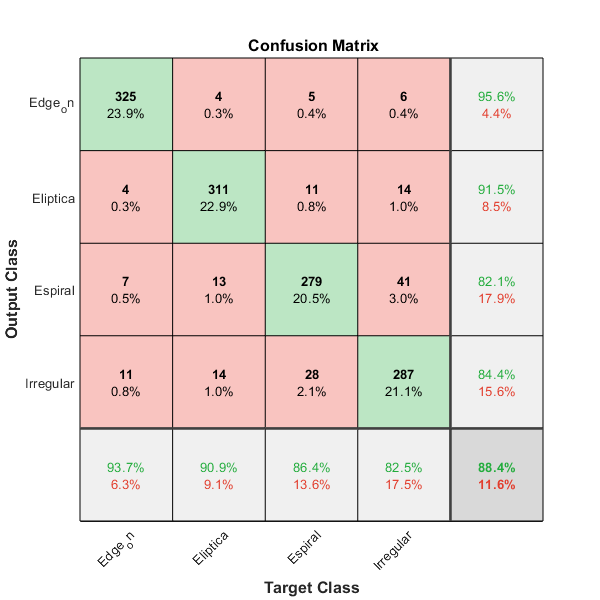 Confusion Matrix
Edge_on 325 4 5 6 95.6%
23.9% 0.3% 0.4% 0.4% 4.4%
Eliptica 4 311 11 14 91.5%
0.3% 22.9% 0.8% 1.0% 8.5%
Espiral 7 13 279 41 82.1%
0.5% 1.0% 20.5% 3.0% 17.9%
Irregular 11 14 28 287 84.4%
0.8% 1.0% 2.1% 21.1% 15.6%
93.7% 90.9% 86.4% 82.5% 88.4%
6.3% 9.1% 13.6% 17.5% 11.6%
Edge_on Eliptica Espiral Irregular
Target Class
Output Class